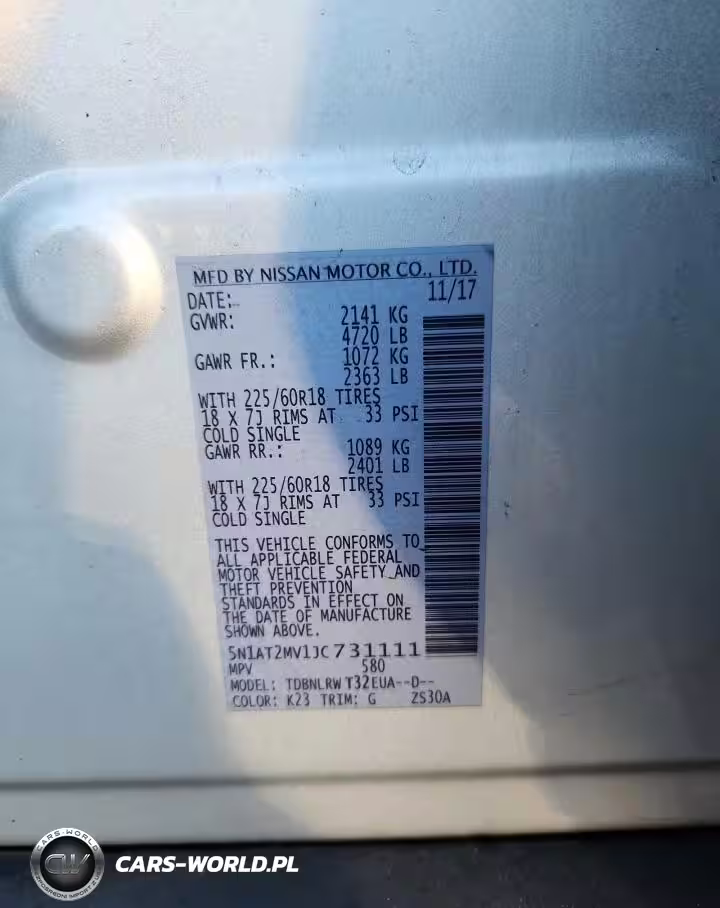 MFD BY NISSAN MOTOR CO., LTD.
DATE: 11/17
GVWR: 2141 KG
4720 LB
GAWR FR.: 1072 KG
2363 LB
WITH 225/60R18 TIRES
18 X 7J RIMS AT 33 PSI
COLD SINGLE
GAWR RR.: 1089 KG
2401 LB
WITH 225/60R18 TIRES
18 X 7J RIMS AT 33 PSI
COLD SINGLE
THIS VEHICLE CONFORMS TO
ALL APPLICABLE FEDERAL
MOTOR VEHICLE SAFETY AND
THEFT PREVENTION
STANDARDS IN EFFECT ON
THE DATE OF MANUFACTURE
SHOWN ABOVE.
5N1AT2MV1JC731111
MPV 580
MODEL: TDBNLRW T32EUA--D--
COLOR: K23 TRIM: G ZS30A
CARS-WORLD
CW
CARS-WORLD.PL